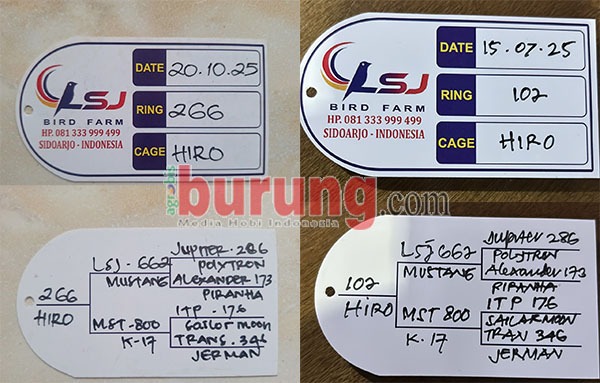 LSJ
BIRD FARM
HP. 081 333 999 499
SIDOARJO - INDONESIA
DATE 20.10.25
RING 266
CAGE HIRO
LSJ
BIRD FARM
HP. 081 333 999 499
SIDOARJO - INDONESIA
DATE 15.07.25
RING 102
CAGE HIRO
agrobis
burung.com
Media Hobi Indonesia
266
HIRO
LSJ-662
MUSTANG
MST-800
K-17
JUPITER.286
POLYTRON
ALEXANDER 173
PIRANHA
ITP - 176
Sailor moon
TRANS. 346
JERMAN
102
HIRO
LSJ 662
MUSTANG
MST 800
K.17
JUPITER 286
POLYTRON
Alexander 173
PIRANHA
ITP 176
SAILARMOON
TRAN 346
JERMAN